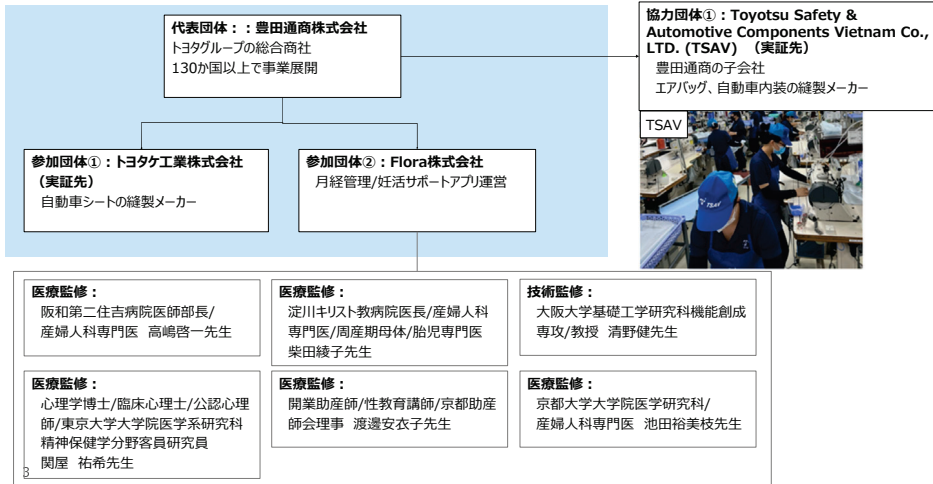 代表団体：：豊田通商株式会社
トヨタグループの総合商社
130か国以上で事業展開
協力団体①：Toyotsu Safety &
Automotive Components Vietnam Co.,
LTD. (TSAV) （実証先）
豊田通商の子会社
エアバッグ、自動車内装の縫製メーカー
TSAV
TSAV
参加団体①：トヨタケ工業株式会社
（実証先）
自動車シートの縫製メーカー
参加団体②：Flora株式会社
月経管理/妊活サポートアプリ運営
医療監修：
阪和第二住吉病院医師部長/
産婦人科専門医 高嶋啓一先生
医療監修：
淀川キリスト教病院医長/産婦人科
専門医/周産期母体/胎児専門医
柴田綾子先生
技術監修：
大阪大学基礎工学研究科機能創成
専攻/教授 清野健先生
医療監修：
心理学博士/臨床心理士/公認心理
師/東京大学大学院医学系研究科
精神保健学分野客員研究員
関屋 祐希先生
医療監修：
開業助産師/性教育講師/京都助産
師会理事 渡邊安衣子先生
医療監修：
京都大学大学院医学研究科/
産婦人科専門医 池田裕美枝先生
3